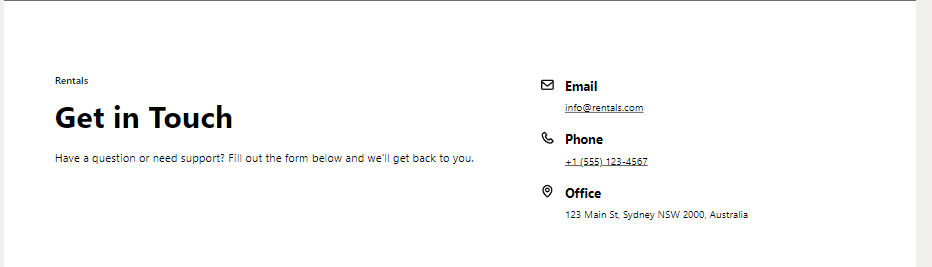 Rentals
Get in Touch
Have a question or need support? Fill out the form below and we'll get back to you.
Email
info@rentals.com
Phone
+1 (555) 123-4567
Office
123 Main St, Sydney NSW 2000, Australia